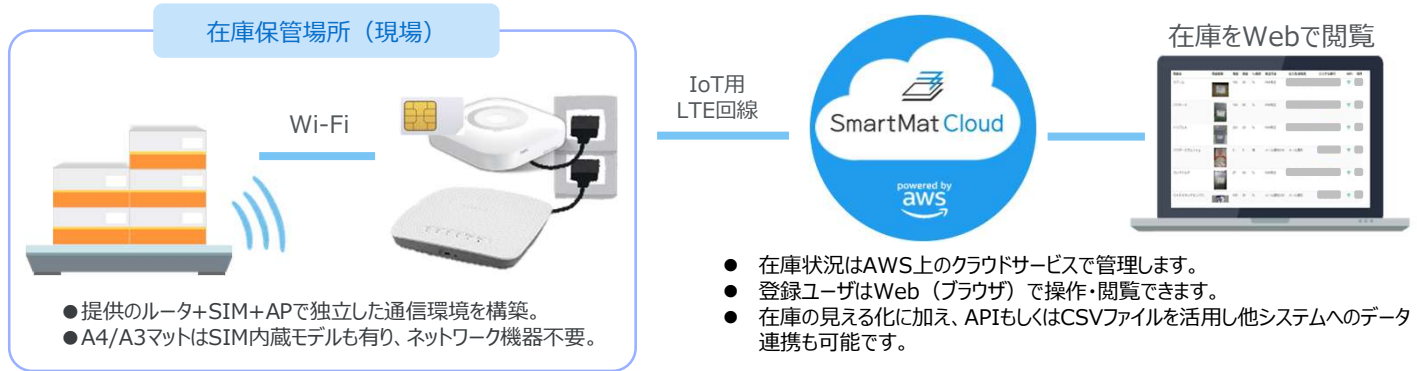 在庫保管場所（現場）
Wi-Fi
●提供のルータ+SIM+APで独立した通信環境を構築。
●A4/A3マットはSIM内蔵モデルも有り、ネットワーク機器不要。
IoT用
LTE回線
SmartMat Cloud
powered by
aws
在庫をWebで閲覧
● 在庫状況はAWS上のクラウドサービスで管理します。
● 登録ユーザはWeb（ブラウザ）で操作・閲覧できます。
● 在庫の見える化に加え、APIもしくはCSVファイルを活用し他システムへのデータ
連携も可能です。